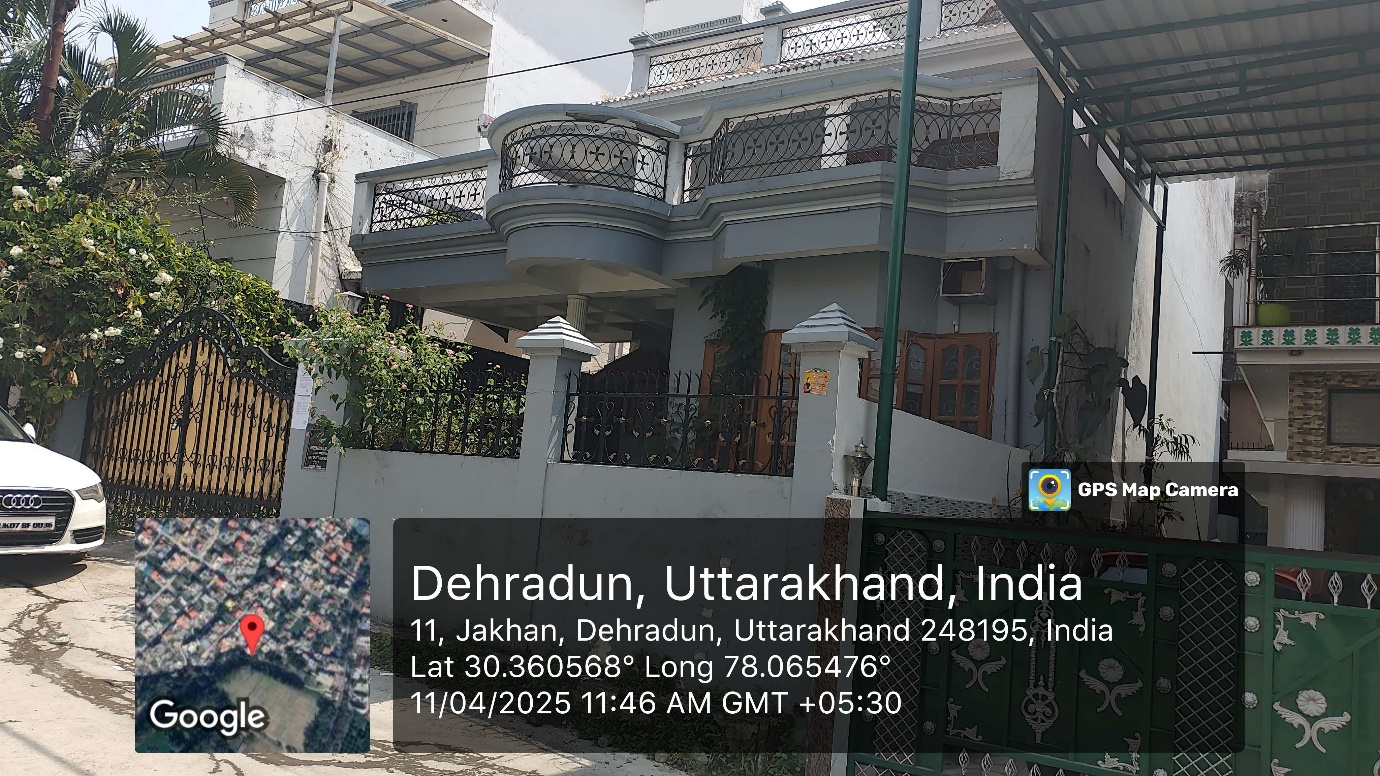 GPS Map Camera
Dehradun, Uttarakhand, India
11, Jakhan, Dehradun, Uttarakhand 248195, India
Lat 30.360568° Long 78.065476°
11/04/2025 11:46 AM GMT +05:30
Google